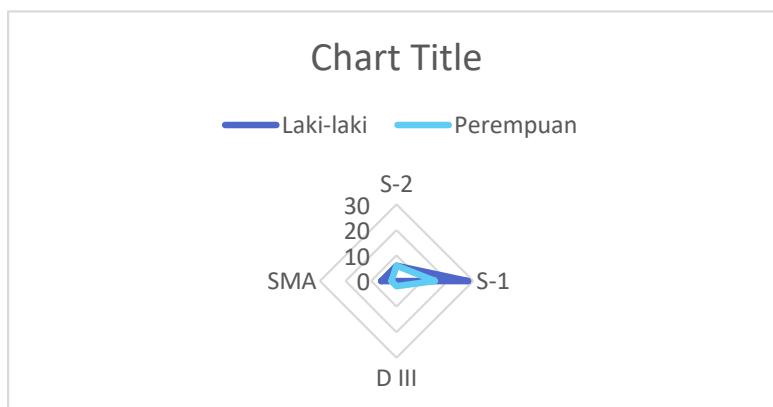 Chart Title
Laki-laki Perempuan
S-2
30
20
10
0
SMA
S-1
D III